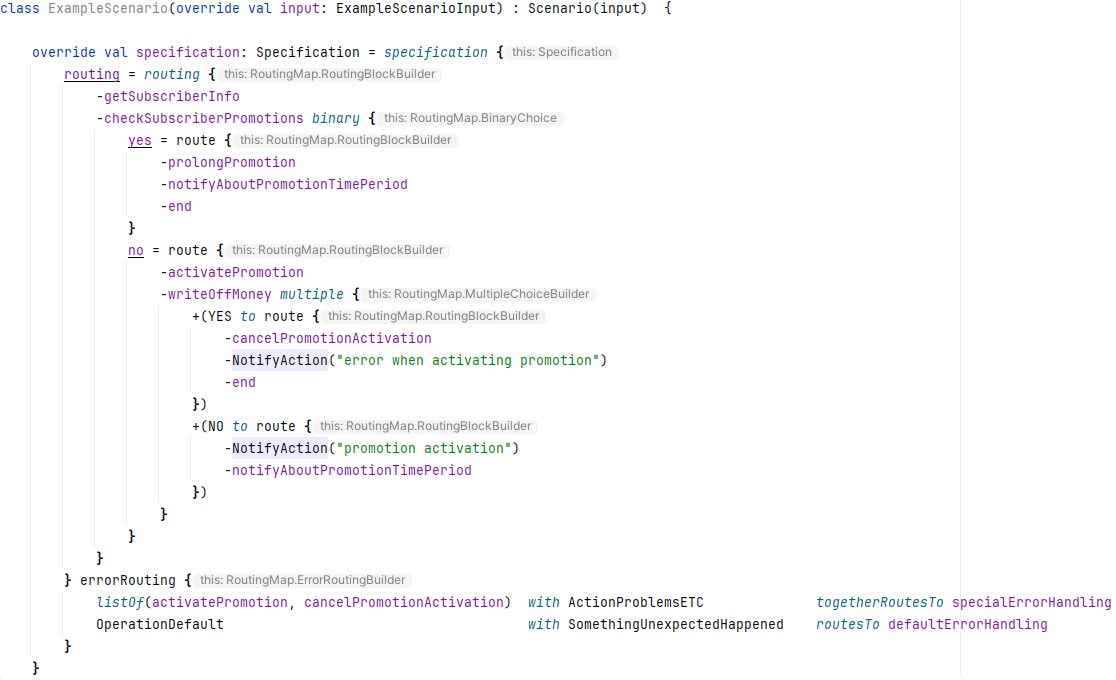 class ExampleScenario(override val input: ExampleScenarioInput) : Scenario(input)  {
override val specification: Specification = specification { this: Specification
routing = routing { this: RoutingMap.RoutingBlockBuilder
-getSubscriberInfo
-checkSubscriberPromotions binary { this: RoutingMap.BinaryChoice
yes = route { this: RoutingMap.RoutingBlockBuilder
-prolongPromotion
-notifyAboutPromotionTimePeriod
-end
}
no = route { this: RoutingMap.RoutingBlockBuilder
-activatePromotion
-writeOffMoney multiple { this: RoutingMap.MultipleChoiceBuilder
+(YES to route { this: RoutingMap.RoutingBlockBuilder
-cancelPromotionActivation
-NotifyAction("error when activating promotion")
-end
})
+(NO to route { this: RoutingMap.RoutingBlockBuilder
-NotifyAction("promotion activation")
-notifyAboutPromotionTimePeriod
})
}
}
}
} errorRouting { this: RoutingMap.ErrorRoutingBuilder
listOf(activatePromotion, cancelPromotionActivation) with ActionProblemsETC togetherRoutesTo specialErrorHandling
OperationDefault with SomethingUnexpectedHappened routesTo defaultErrorHandling
}
}